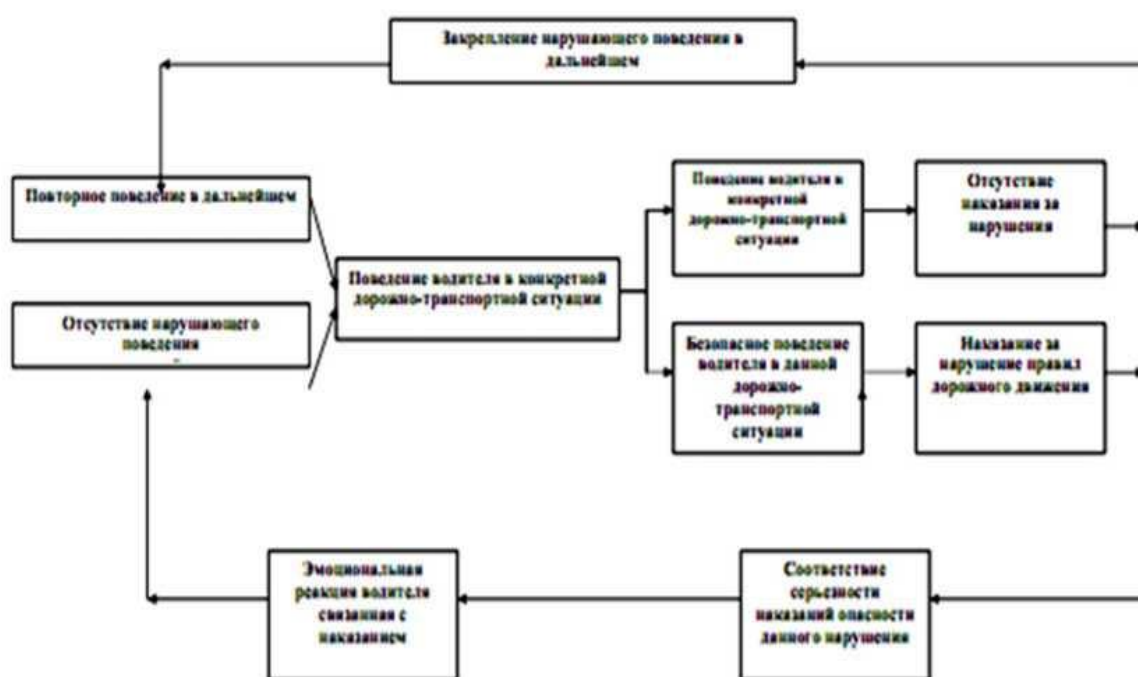 Закрепление нарушающего поведения в
дальнейшем
Повторное поведение в дальнейшем
Отсутствие нарушающего
поведения
Поведение водителя в конкретной
дорожно-транспортной ситуации
Поведение водителя в
конкретной
дорожно-транспортной
ситуации
Отсутствие
наказания за
нарушения
Безопасное поведение
водителя в данной
дорожно-
транспортной
ситуации
Наказание за
нарушение правил
дорожного движения
Эмоциональная
реакция водителя
связанная с
наказанием
Соответствие
серьезности
наказаний опасности
данного нарушения